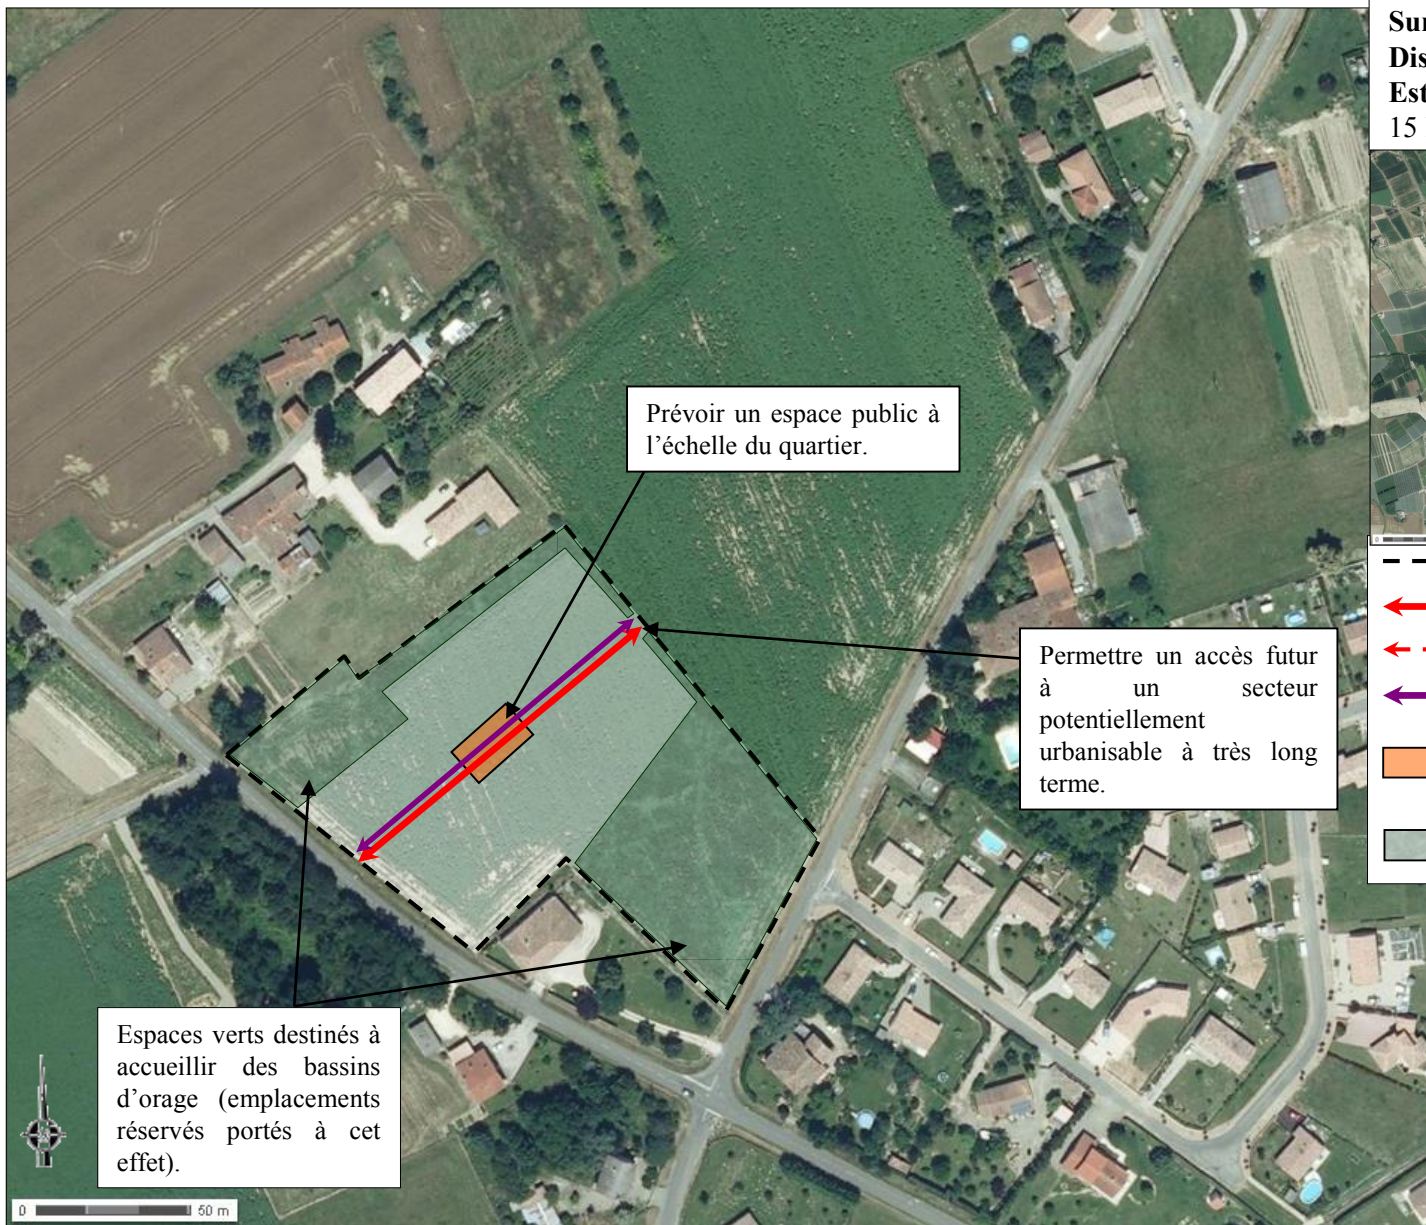 15
Prévoir un espace public à
l'échelle du quartier.
Permettre un accès futur
à un secteur
potentiellement
urbanisable à très long
terme.
Espaces verts destinés à
accueillir des bassins
d'orage (emplacements
réservés portés à cet
effet).
0 50 m